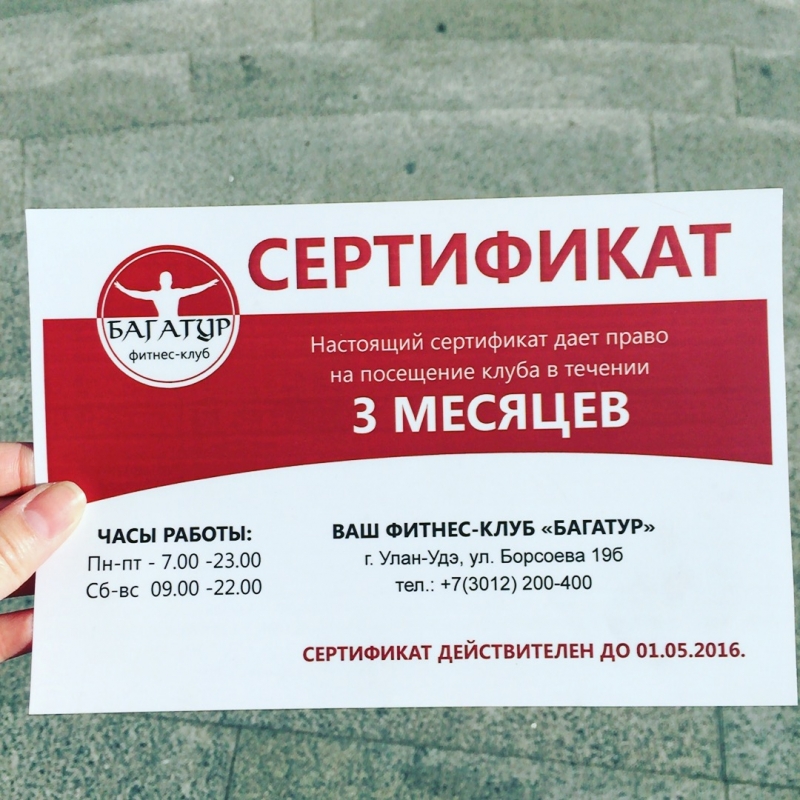 СЕРТИФИКАТ
БАГАТУР
фитнес-клуб
Настоящий сертификат дает право
на посещение клуба в течении
3 МЕСЯЦЕВ
ЧАСЫ РАБОТЫ:
Пн-пт - 7.00 -23.00
Сб-вс 09.00 -22.00
ВАШ ФИТНЕС-КЛУБ «БАГАТУР»
г. Улан-Удэ, ул. Борсоева 19б
тел.: +7(3012) 200-400
СЕРТИФИКАТ ДЕЙСТВИТЕЛЕН ДО 01.05.2016.